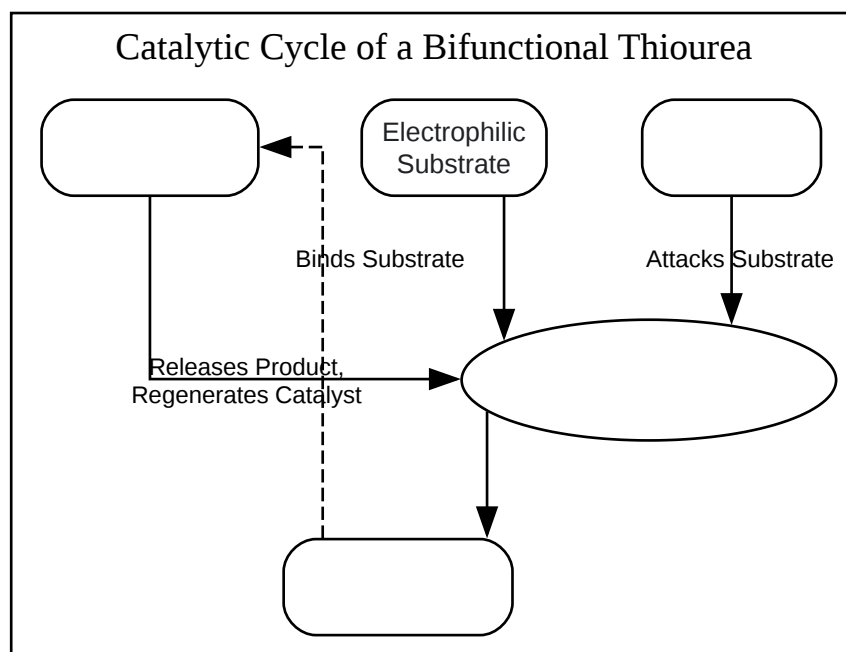 Catalytic Cycle of a Bifunctional Thiourea
Electrophilic
Substrate
Binds Substrate
Attacks Substrate
Releases Product,
Regenerates Catalyst